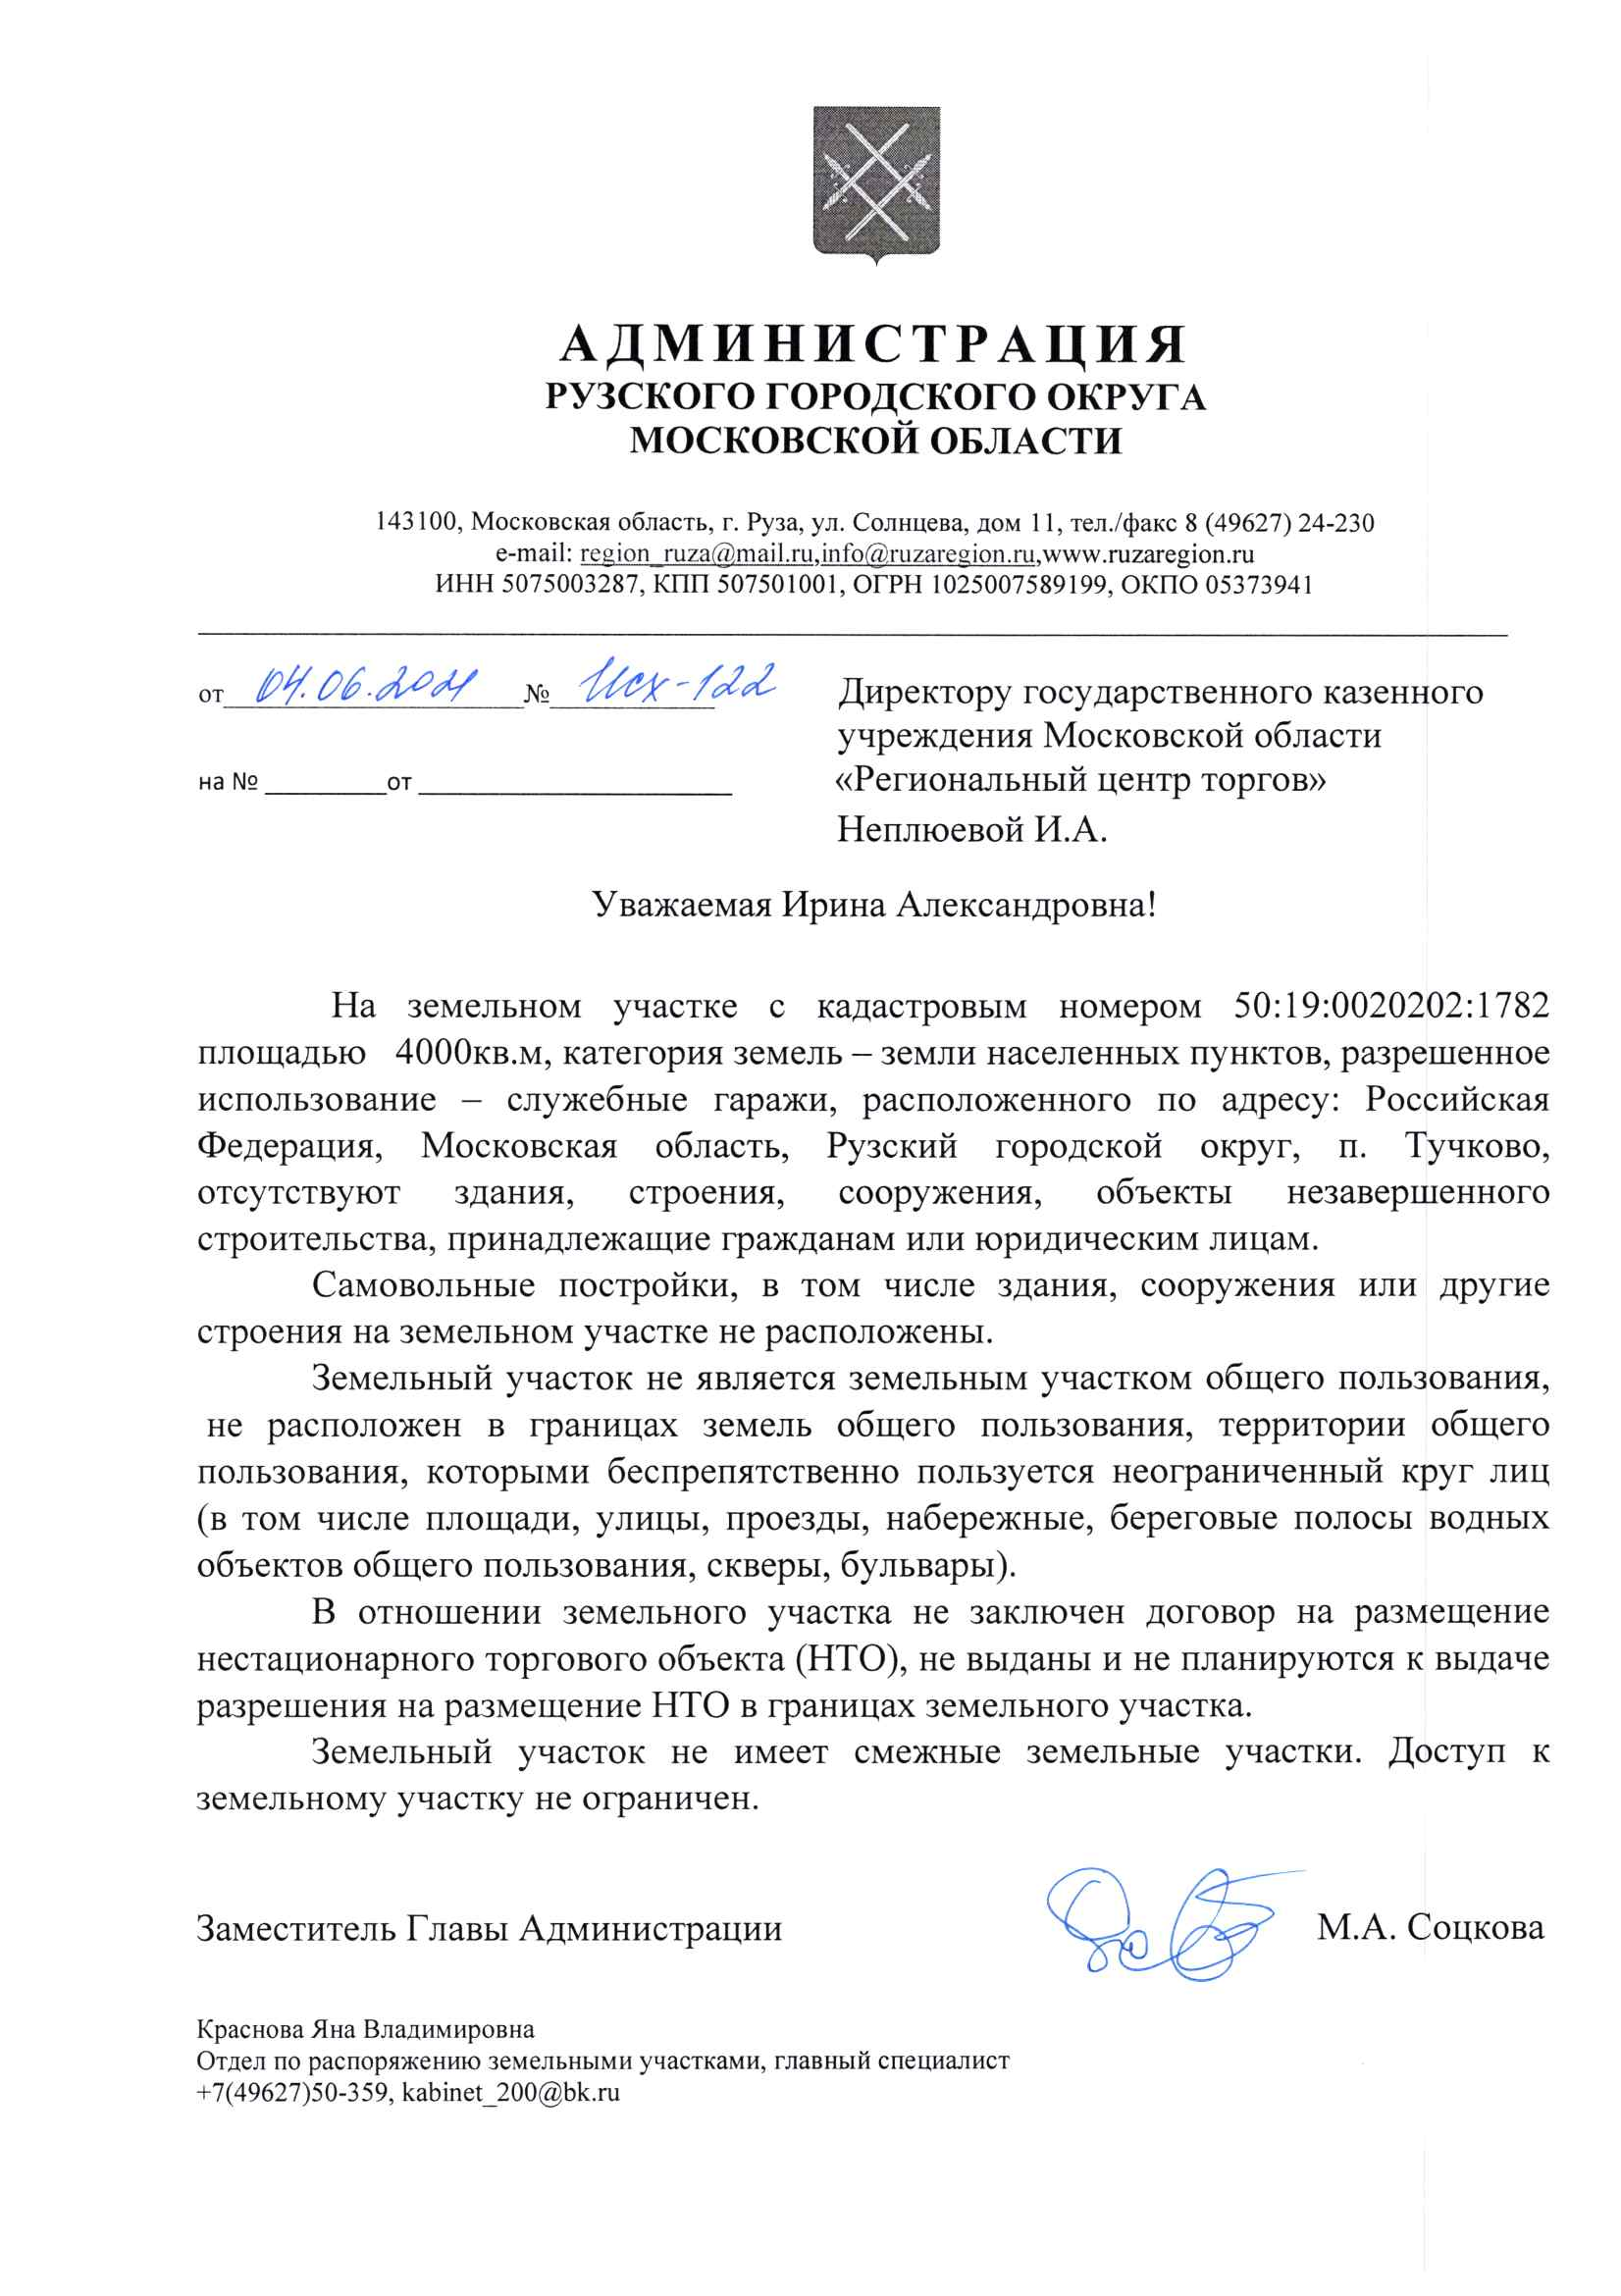 АДМИНИСТРАЦИЯ
РУЗСКОГО ГОРОДСКОГО ОКРУГА
МОСКОВСКОЙ ОБЛАСТИ
143100, Московская область, г. Руза, ул. Солнцева, дом 11, тел./факс 8 (49627) 24-230
e-mail: region_ruza@mail.ru,info@ruzaregion.ru,www.ruzaregion.ru
ИНН 5075003287, КПП 507501001, ОГРН 1025007589199, ОКПО 05373941
от 04.06.2021 № Исх-122
на № от
Директору государственного казенного
учреждения Московской области
«Региональный центр торгов»
Неплюевой И.А.
Уважаемая Ирина Александровна!
На земельном участке с кадастровым номером 50:19:0020202:1782
площадью 4000кв.м, категория земель – земли населенных пунктов, разрешенное
использование – служебные гаражи, расположенного по адресу: Российская
Федерация, Московская область, Рузский городской округ, п. Тучково,
отсутствуют здания, строения, сооружения, объекты незавершенного
строительства, принадлежащие гражданам или юридическим лицам.
Самовольные постройки, в том числе здания, сооружения или другие
строения на земельном участке не расположены.
Земельный участок не является земельным участком общего пользования,
не расположен в границах земель общего пользования, территории общего
пользования, которыми беспрепятственно пользуется неограниченный круг лиц
(в том числе площади, улицы, проезды, набережные, береговые полосы водных
объектов общего пользования, скверы, бульвары).
В отношении земельного участка не заключен договор на размещение
нестационарного торгового объекта (НТО), не выданы и не планируются к выдаче
разрешения на размещение НТО в границах земельного участка.
Земельный участок не имеет смежные земельные участки. Доступ к
земельному участку не ограничен.
Заместитель Главы Администрации М.А. Соцкова
Краснова Яна Владимировна
Отдел по распоряжению земельными участками, главный специалист
+7(49627)50-359, kabinet_200@bk.ru